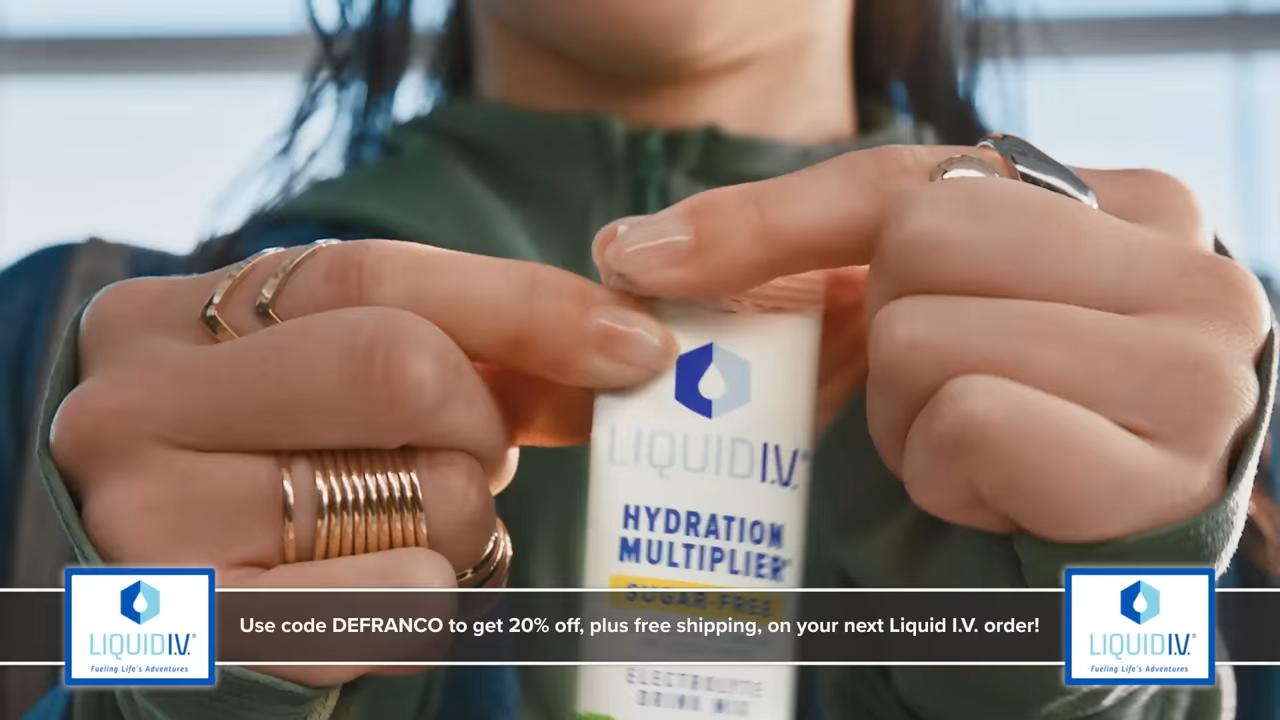 LIQUID I.V.
HYDRATION
MULTIPLIER
SUGAR-FREE
ELECTROLYTE
DRINK MIX
LIQUID I.V.®
Fueling Life's Adventures
Use code DEFRANCO to get 20% off, plus free shipping, on your next Liquid I.V. order!
LIQUID I.V.®
Fueling Life's Adventures